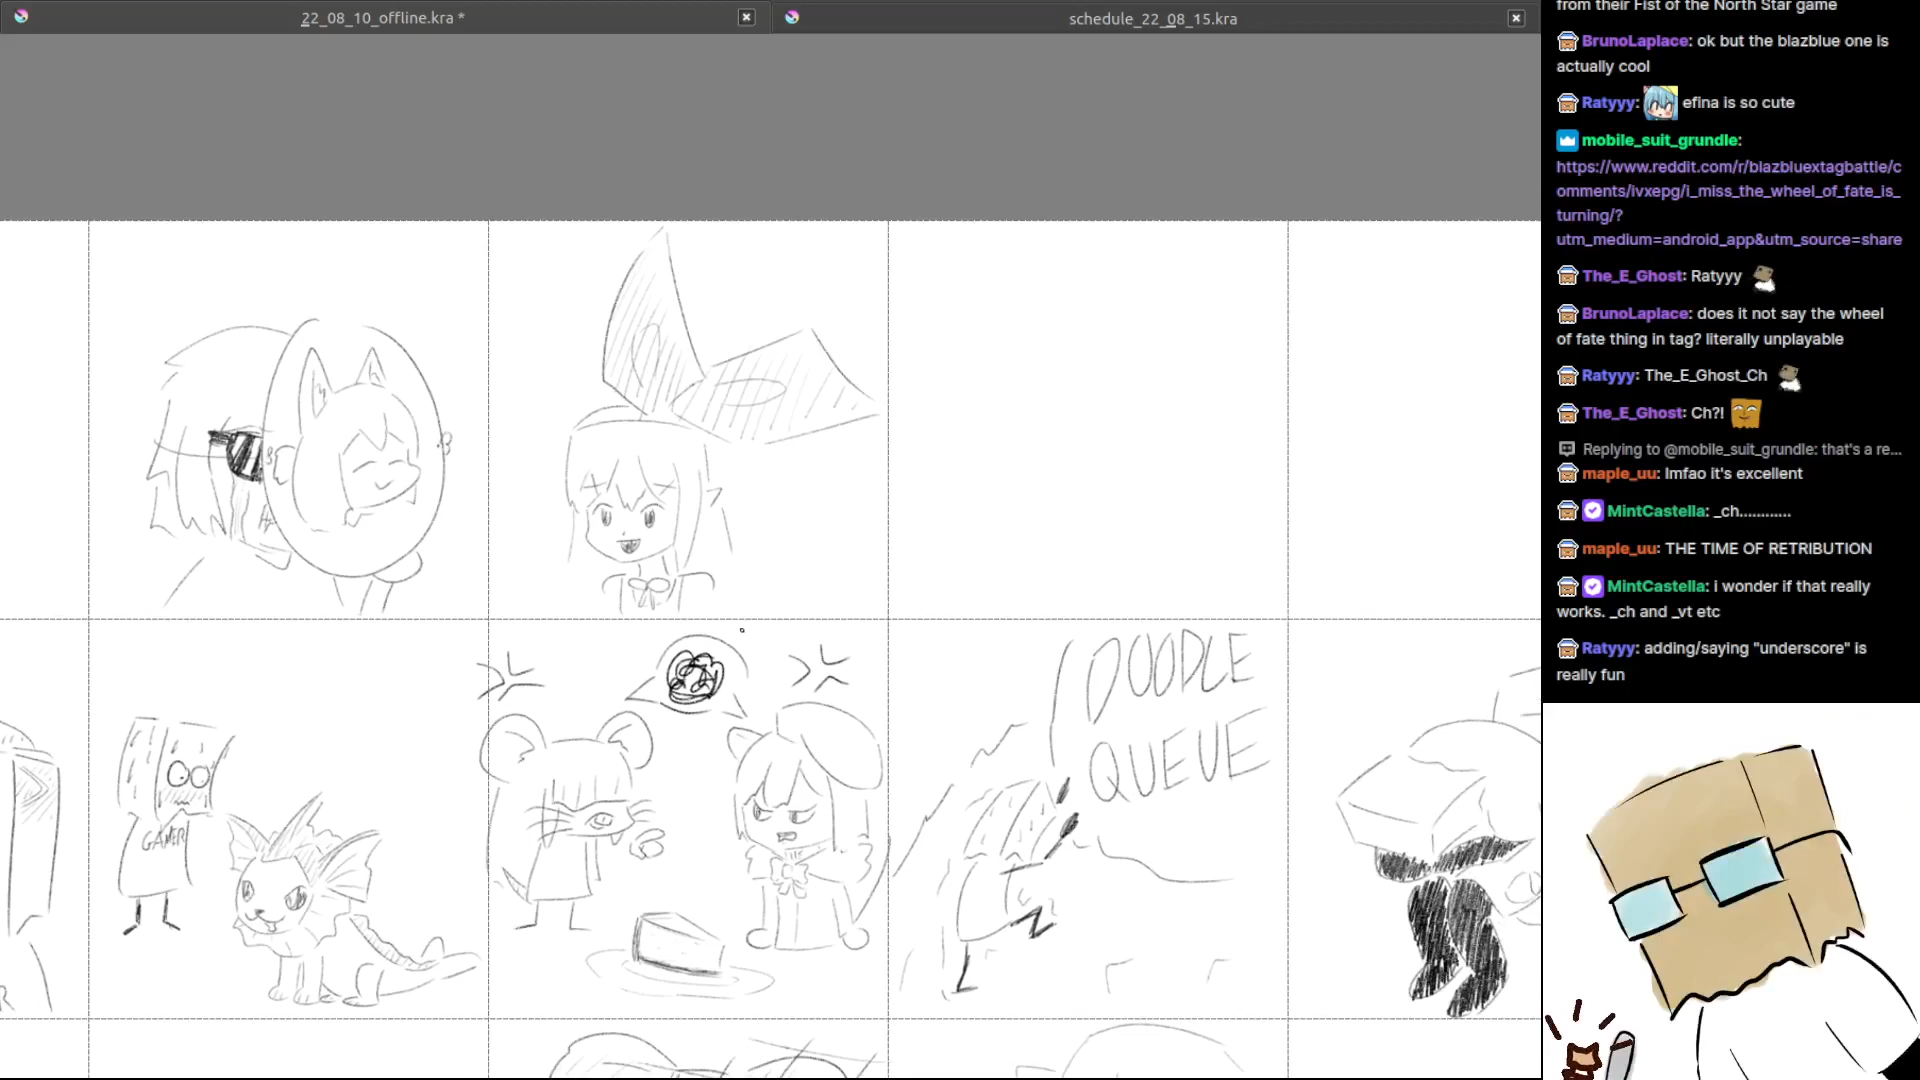 22_08_10_offline.kra *
schedule_22_08_15.kra
from their Fist of the North Star game
BrunoLaplace: ok but the blazblue one is
actually cool
Ratyyy: efina is so cute
mobile_suit_grundle:
https://www.reddit.com/r/blazbluextagbattle/c
omments/ivxepg/i_miss_the_wheel_of_fate_is_
turning/?
utm_medium=android_app&utm_source=share
The_E_Ghost: Ratyyy
BrunoLaplace: does it not say the wheel
of fate thing in tag? literally unplayable
Ratyyy: The_E_Ghost_Ch
The_E_Ghost: Ch?!
Replying to @mobile_suit_grundle: that's a re...
maple_uu: lmfao it's excellent
MintCastella: _ch............
maple_uu: THE TIME OF RETRIBUTION
MintCastella: i wonder if that really
works. _ch and _vt etc
Ratyyy: adding/saying "underscore" is
really fun
DOODLE
QUEUE
GAMER